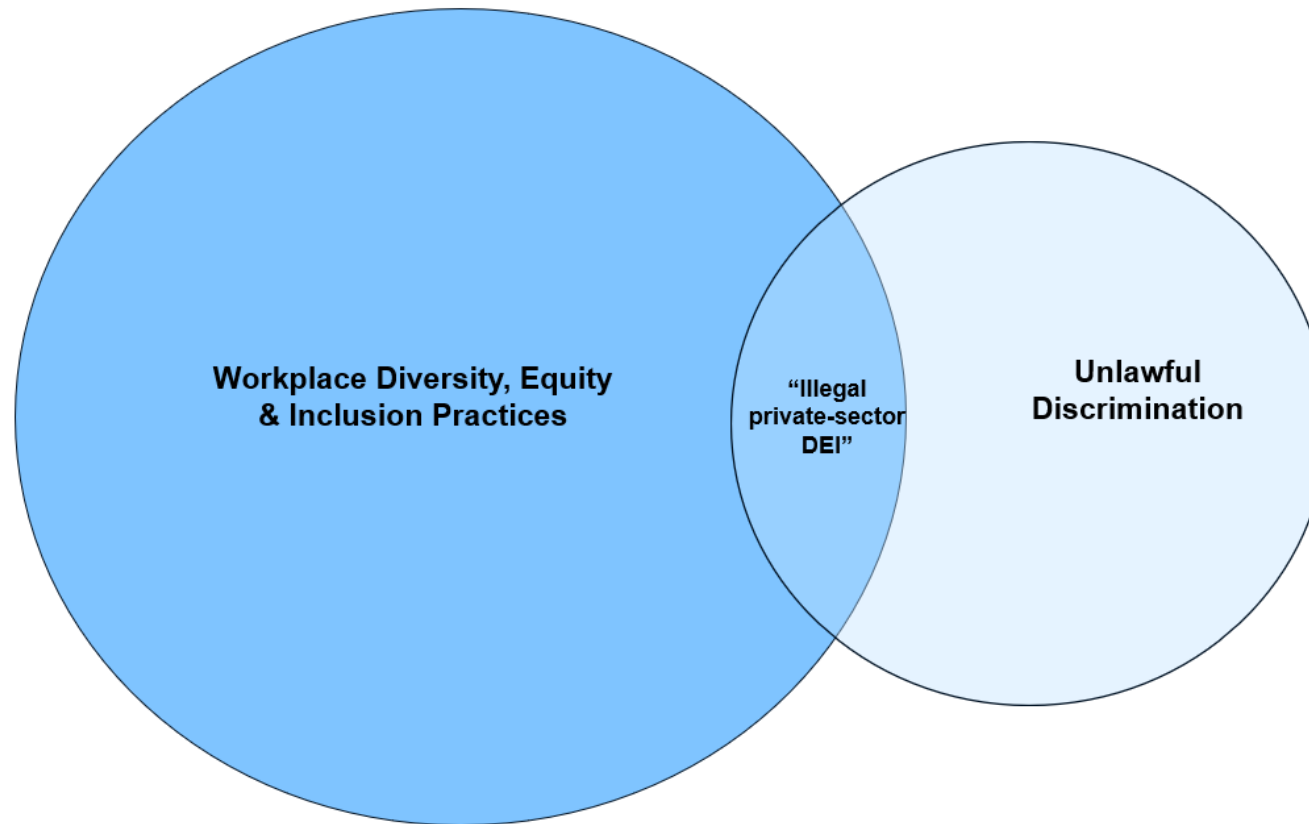 Workplace Diversity, Equity
& Inclusion Practices
“Illegal
private-sector
DEI”
Unlawful
Discrimination